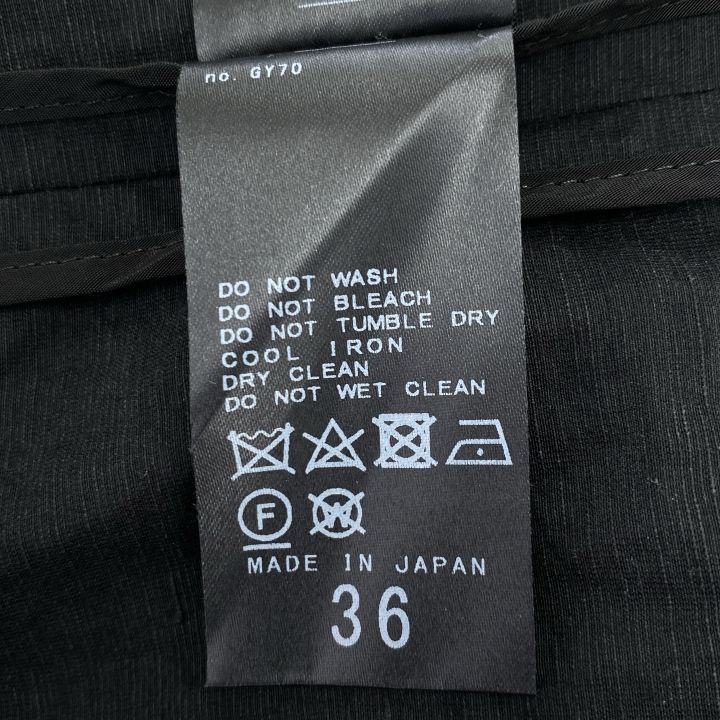 no. GY70
DO NOT WASH
DO NOT BLEACH
DO NOT TUMBLE DRY
COOL IRON
DRY CLEAN
DO NOT WET CLEAN
F W
MADE IN JAPAN
36